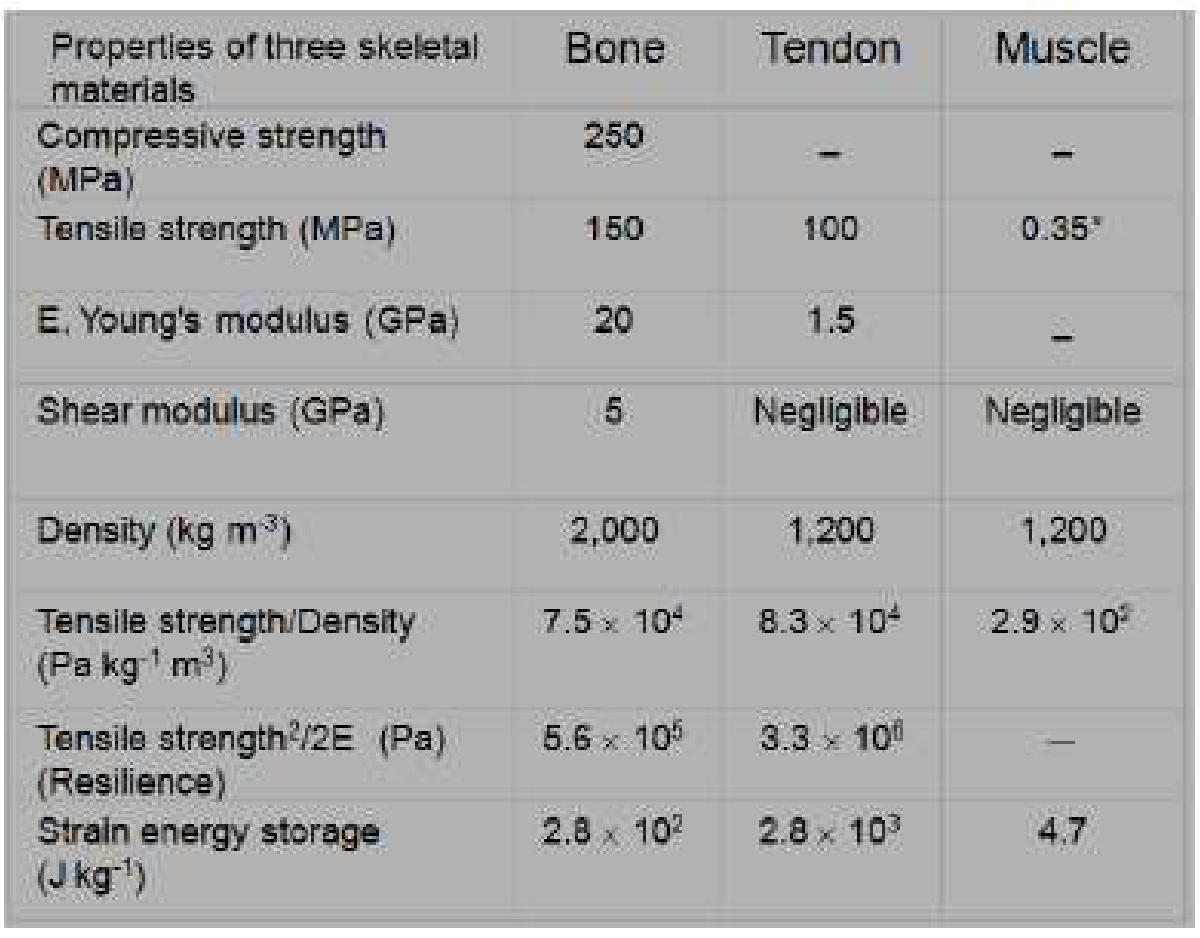 Properties of three skeletal Bone Tendon Muscle
materials
Compressive strength 250 – –
(MPa)
Tensile strength (MPa) 150 100 0.35*
E, Young's modulus (GPa) 20 1.5 –
Shear modulus (GPa) 5 Negligible Negligible
Density (kg m⁻³) 2,000 1,200 1,200
Tensile strength/Density 7.5 × 10⁴ 8.3 × 10⁴ 2.9 × 10²
(Pa kg⁻¹ m³)
Tensile strength²/2E (Pa) 5.6 × 10⁵ 3.3 × 10⁶ —
(Resilience)
Strain energy storage 2.8 × 10² 2.8 × 10³ 4.7
(J kg⁻¹)